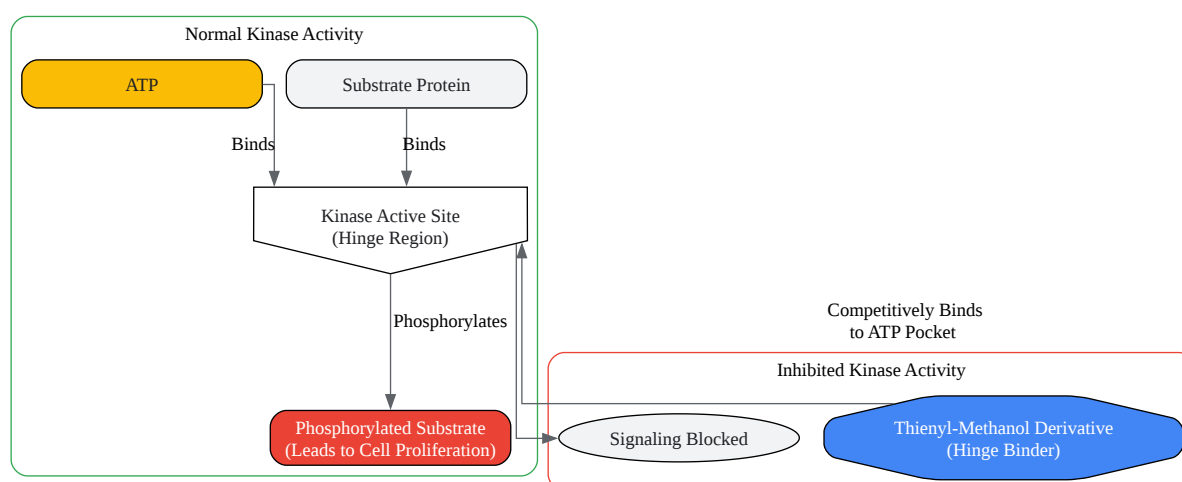 Normal Kinase Activity
ATP
Substrate Protein
Binds
Binds
Kinase Active Site
(Hinge Region)
Phosphorylates
Competitively Binds
to ATP Pocket
Inhibited Kinase Activity
Phosphorylated Substrate
(Leads to Cell Proliferation)
Signaling Blocked
Thienyl-Methanol Derivative
(Hinge Binder)